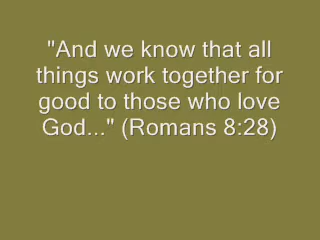 "And we know that all
things work together for
good to those who love
God..." (Romans 8:28)